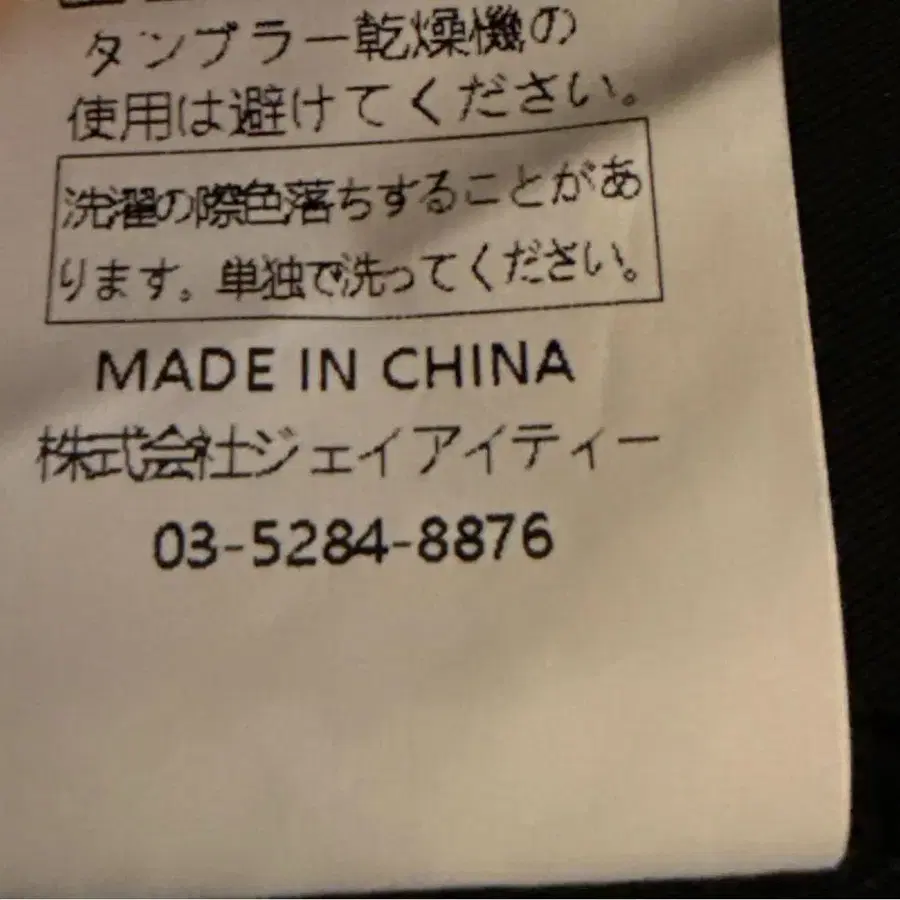 タンブラー乾燥機の
使用は避けてください。
洗濯の際色落ちすることがあ
ります。単独で洗ってください。
MADE IN CHINA
株式会社ジェイアイティー
03-5284-8876